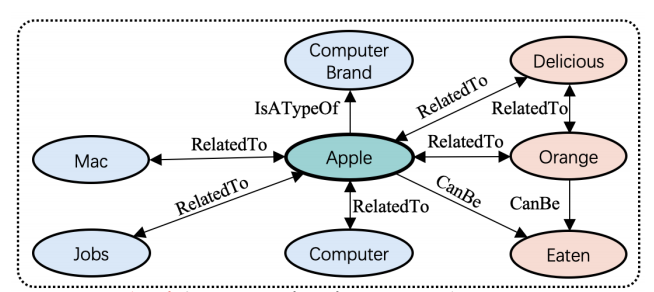 Computer
Brand
Delicious
IsATypeOf
RelatedTo
RelatedTo
RelatedTo
RelatedTo
Mac
Apple
Orange
RelatedTo
RelatedTo
CanBe
CanBe
Jobs
Computer
Eaten